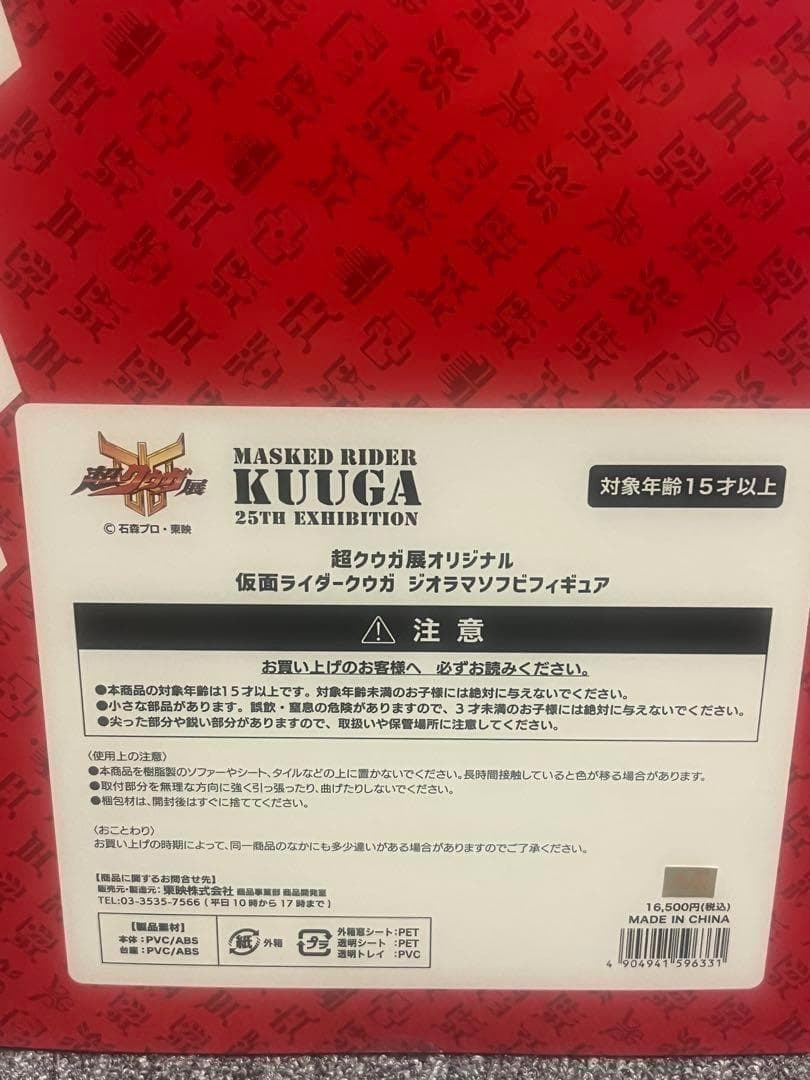 超クウガ展
© 石森プロ・東映
MASKED RIDER
KUUGA
25TH EXHIBITION
対象年齢15才以上
超クウガ展オリジナル
仮面ライダークウガ ジオラマソフビフィギュア
⚠ 注 意
お買い上げのお客様へ 必ずお読みください。
●本商品の対象年齢は15才以上です。対象年齢未満のお子様には絶対に与えないでください。
●小さな部品があります。誤飲・窒息の危険がありますので、3才未満のお子様には絶対に与えないでください。
●尖った部分や鋭い部分がありますので、取扱いや保管場所に注意してください。
〈使用上の注意〉
●本商品を樹脂製のソファーやシート、タイルなどの上に置かないでください。長時間接触していると色が移る場合があります。
●取付部分を無理な方向に強く引っ張ったり、曲げたりしないでください。
●梱包材は、開封後はすぐに捨ててください。
〈おことわり〉
お買い上げの時期によって、同一商品のなかにも多少違いがある場合がありますのでご了承ください。
【商品に関するお問合せ先】
販売元・製造元：東映株式会社 商品事業部 商品開発室
TEL:03-3535-7566（平日10時から17時まで）
【製品素材】
本体：PVC/ABS
台座：PVC/ABS
紙 外箱
プラ
外箱窓シート：PET
透明シート：PET
透明トレイ：PVC
16,500円(税込)
MADE IN CHINA
4 904941 596331